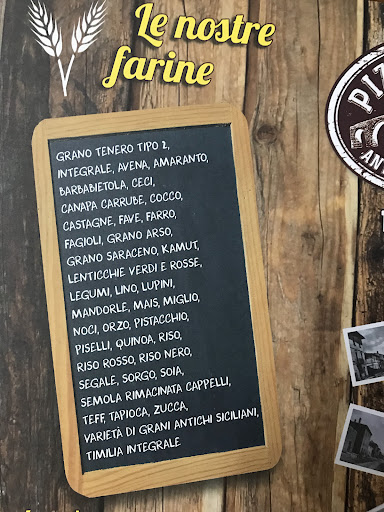 Le nostre
farine
GRANO TENERO TIPO 2,
INTEGRALE, AVENA, AMARANTO,
BARBABIETOLA, CECI,
CANAPA CARRUBE, COCCO,
CASTAGNE, FAVE, FARRO,
FAGIOLI, GRANO ARSO,
GRANO SARACENO, KAMUT,
LENTICCHIE VERDI E ROSSE,
LEGUMI, LINO, LUPINI,
MANDORLE, MAIS, MIGLIO,
NOCI, ORZO, PISTACCHIO,
PISELLI, QUINOA, RISO,
RISO ROSSO, RISO NERO,
SEGALE, SORGO, SOIA,
SEMOLA RIMACINATA CAPPELLI,
TEFF, TAPIOCA, ZUCCA,
VARIETÀ DI GRANI ANTICHI SICILIANI,
TIMILIA INTEGRALE